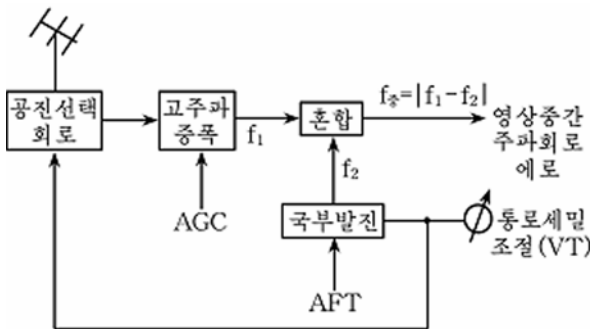 공진선택
회로
고주파
증폭
f₁
혼합
f중=|f₁−f₂|
영상중간
주파회로
에로
f₂
AGC
국부발진
통로세밀
조절(VT)
AFT